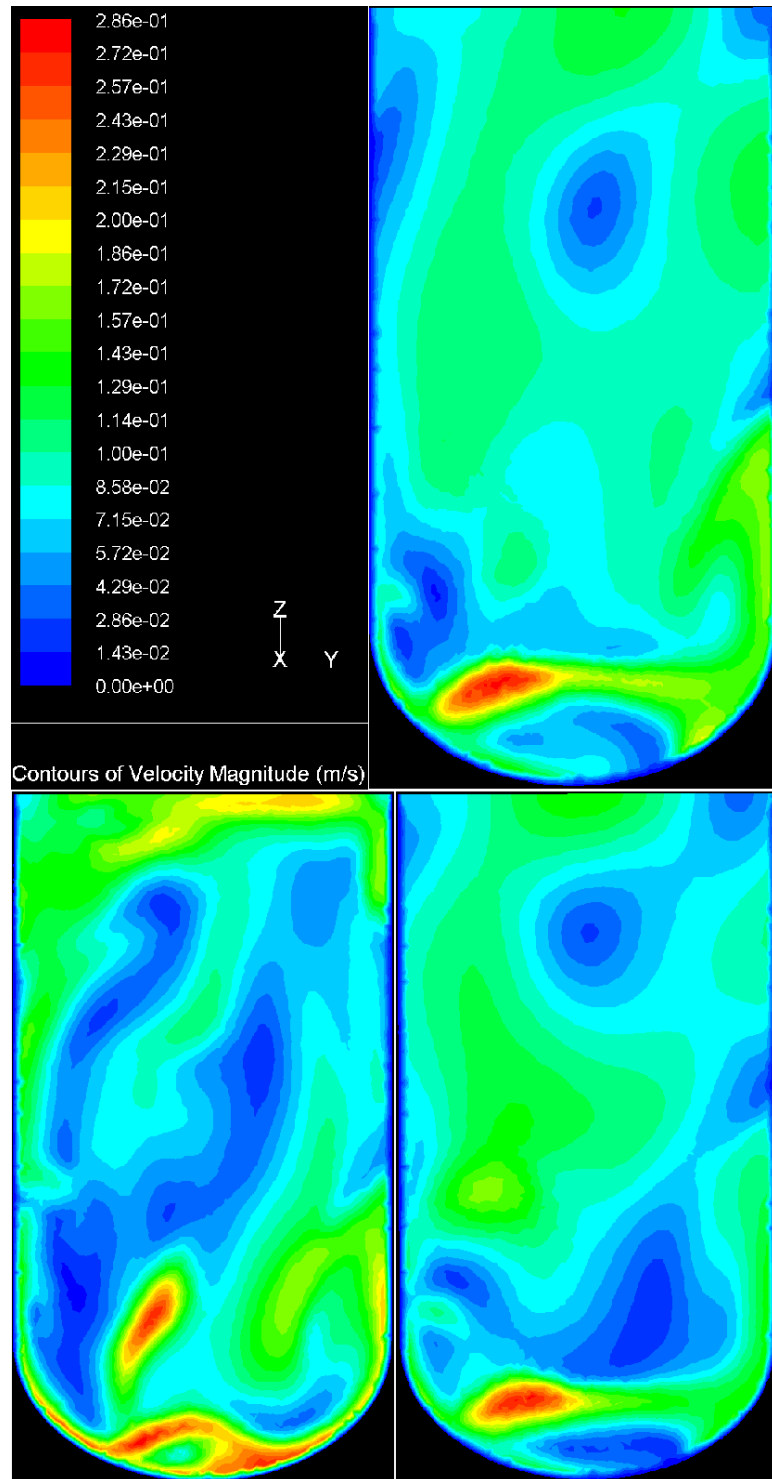 2.86e-01
2.72e-01
2.57e-01
2.43e-01
2.29e-01
2.15e-01
2.00e-01
1.86e-01
1.72e-01
1.57e-01
1.43e-01
1.29e-01
1.14e-01
1.00e-01
8.58e-02
7.15e-02
5.72e-02
4.29e-02
2.86e-02
1.43e-02
0.00e+00
Z
X Y
Contours of Velocity Magnitude (m/s)